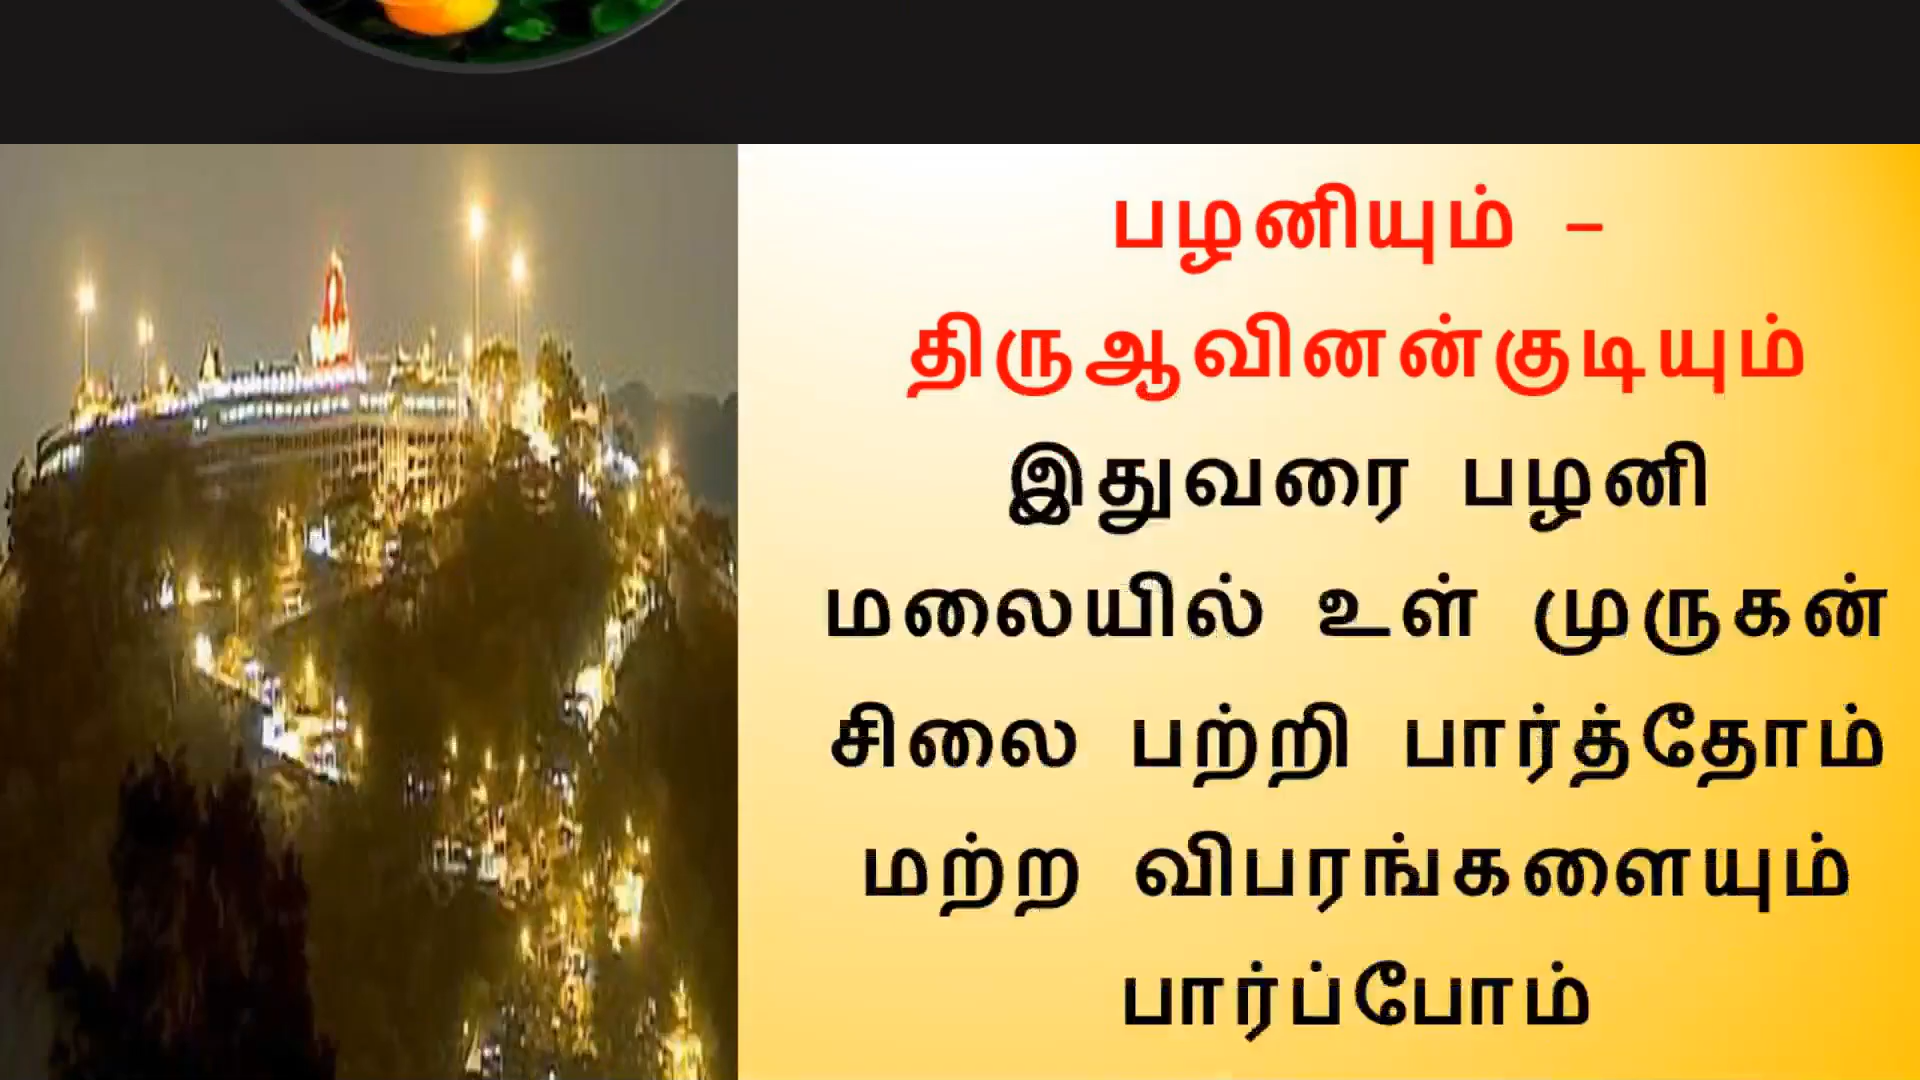 பழனியும் –
திருஆவினன்குடியும்
இதுவரை பழனி
மலையில் உள் முருகன்
சிலை பற்றி பார்த்தோம்
மற்ற விபரங்களையும்
பார்ப்போம்